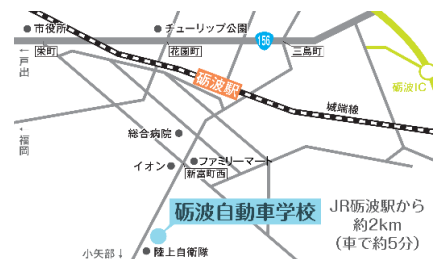 市役所
チューリップ公園
栄町
花園町
156
三島町
←戸出
砺波駅
砺波IC
城端線
←福岡
総合病院
イオン
ファミリーマート
新富町西
砺波自動車学校
JR砺波駅から
約2km
（車で約5分）
小矢部↓
陸上自衛隊